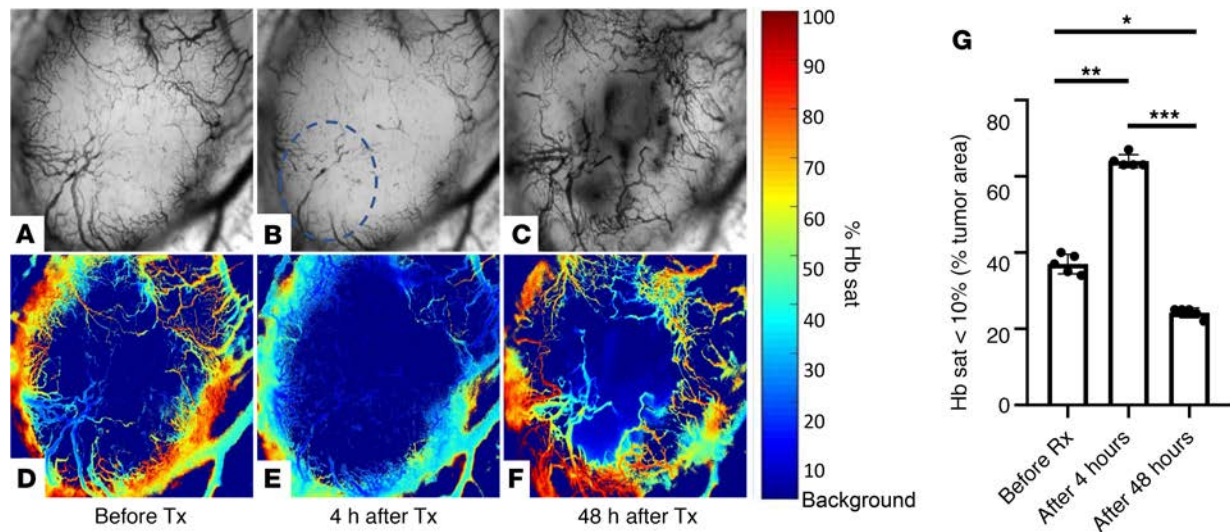 A
B
C
D
E
F
Before Tx
4 h after Tx
48 h after Tx
100
90
80
70
60
50
40
30
20
10
Background
% Hb sat
G
*
**
***
Hb sat < 10% (% tumor area)
80
60
40
20
0
Before Rx
After 4 hours
After 48 hours